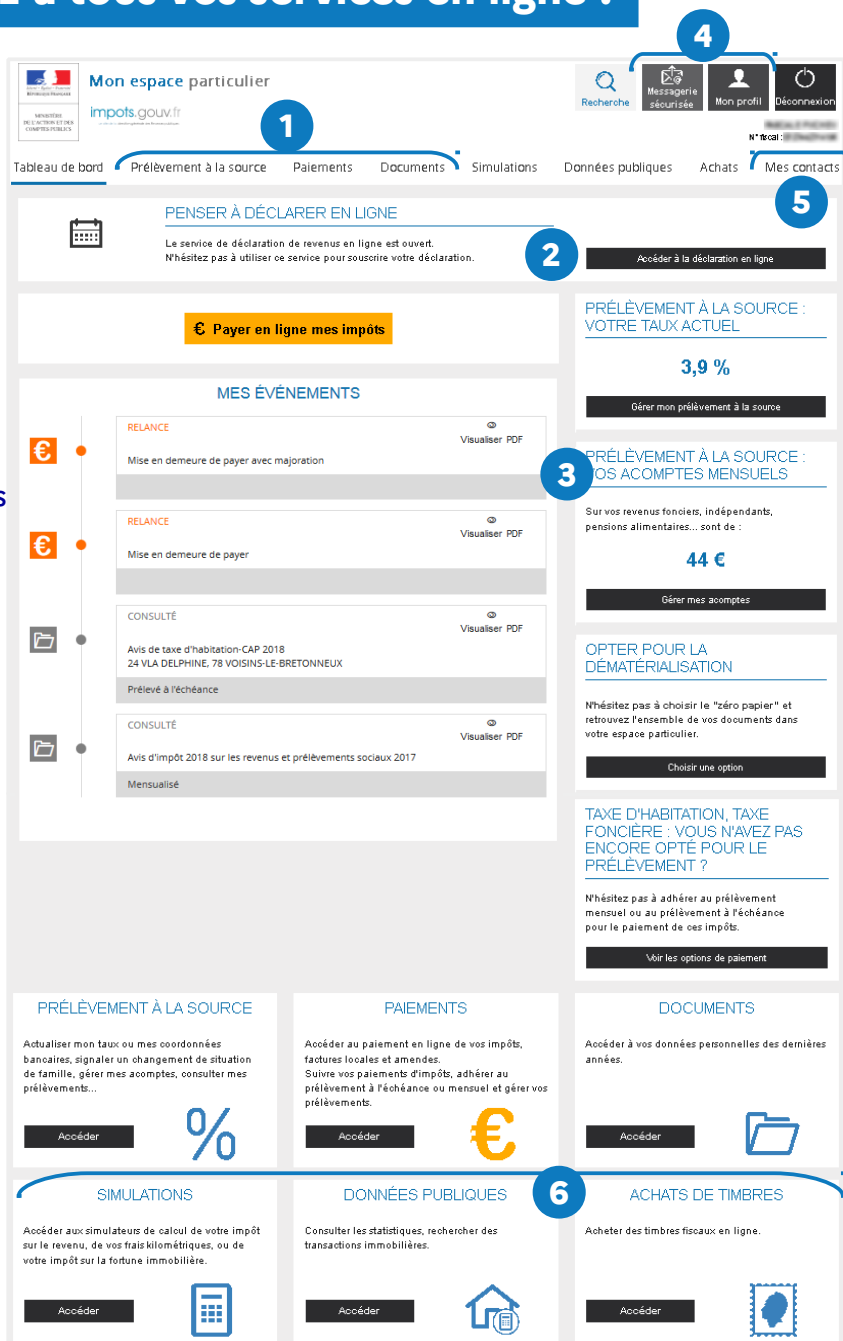 à tous vos services en ligne :
4
Mon espace particulier
impots.gouv.fr
RÉPUBLIQUE FRANÇAISE
MINISTÈRE
DE L'ACTION ET DES
COMPTES PUBLICS
Recherche
Messagerie
sécurisée
Mon profil
Déconnexion
N° fiscal :
1
Tableau de bord
Prélèvement à la source
Paiements
Documents
Simulations
Données publiques
Achats
Mes contacts
5
PENSER À DÉCLARER EN LIGNE
Le service de déclaration de revenus en ligne est ouvert.
N'hésitez pas à utiliser ce service pour souscrire votre déclaration.
2
Accéder à la déclaration en ligne
€ Payer en ligne mes impôts
PRÉLÈVEMENT À LA SOURCE :
VOTRE TAUX ACTUEL
3,9 %
Gérer mon prélèvement à la source
MES ÉVÉNEMENTS
€
RELANCE
Visualiser PDF
Mise en demeure de payer avec majoration
s
€
RELANCE
Visualiser PDF
Mise en demeure de payer
CONSULTÉ
Visualiser PDF
Avis de taxe d'habitation-CAP 2018
24 VLA DELPHINE, 78 VOISINS-LE-BRETONNEUX
Prélevé à l'échéance
CONSULTÉ
Visualiser PDF
Avis d'impôt 2018 sur les revenus et prélèvements sociaux 2017
Mensualisé
3
PRÉLÈVEMENT À LA SOURCE :
VOS ACOMPTES MENSUELS
Sur vos revenus fonciers, indépendants,
pensions alimentaires... sont de :
44 €
Gérer mes acomptes
OPTER POUR LA
DÉMATÉRIALISATION
N'hésitez pas à choisir le "zéro papier" et
retrouvez l'ensemble de vos documents dans
votre espace particulier.
Choisir une option
TAXE D'HABITATION, TAXE
FONCIÈRE : VOUS N'AVEZ PAS
ENCORE OPTÉ POUR LE
PRÉLÈVEMENT ?
N'hésitez pas à adhérer au prélèvement
mensuel ou au prélèvement à l'échéance
pour le paiement de ces impôts.
Voir les options de paiement
PRÉLÈVEMENT À LA SOURCE
Actualiser mon taux ou mes coordonnées
bancaires, signaler un changement de situation
de famille, gérer mes acomptes, consulter mes
prélèvements...
Accéder
%
PAIEMENTS
Accéder au paiement en ligne de vos impôts,
factures locales et amendes.
Suivre vos paiements d'impôts, adhérer au
prélèvement à l'échéance ou mensuel et gérer vos
prélèvements.
Accéder
€
DOCUMENTS
Accéder à vos données personnelles des dernières
années.
Accéder
SIMULATIONS
Accéder aux simulateurs de calcul de votre impôt
sur le revenu, de vos frais kilométriques, ou de
votre impôt sur la fortune immobilière.
Accéder
DONNÉES PUBLIQUES
Consulter les statistiques, rechercher des
transactions immobilières.
Accéder
6
ACHATS DE TIMBRES
Acheter des timbres fiscaux en ligne.
Accéder